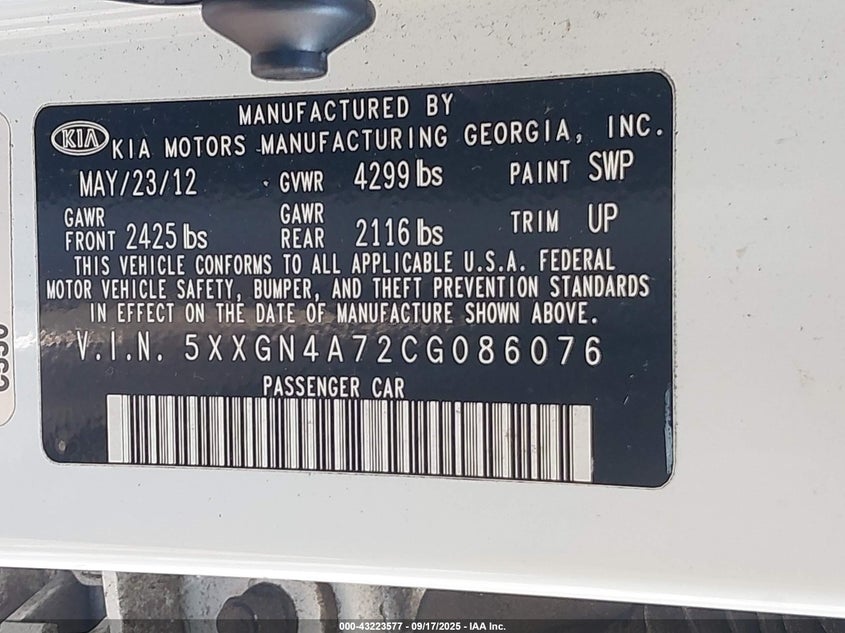 MANUFACTURED BY
KIA
KIA MOTORS MANUFACTURING GEORGIA, INC.
MAY/23/12 GVWR 4299 lbs PAINT SWP
GAWR FRONT 2425 lbs GAWR REAR 2116 lbs TRIM UP
THIS VEHICLE CONFORMS TO ALL APPLICABLE U.S.A. FEDERAL
MOTOR VEHICLE SAFETY, BUMPER, AND THEFT PREVENTION STANDARDS
IN EFFECT ON THE DATE OF MANUFACTURE SHOWN ABOVE.
V.I.N. 5XXGN4A72CG086076
PASSENGER CAR
000-43223577 - 09/17/2025 - IAA Inc.